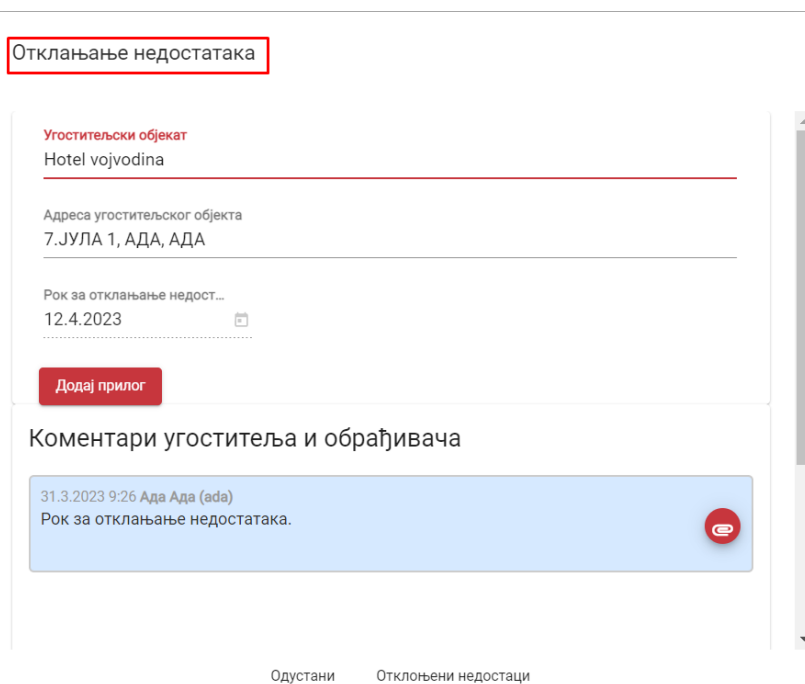 Отклањање недостатака
Угоститељски објекат
Hotel vojvodina
Адреса угоститељског објекта
7.ЈУЛА 1, АДА, АДА
Рок за отклањање недост...
12.4.2023
Додај прилог
Коментари угоститеља и обрађивача
31.3.2023 9:26 Ада Ада (ada)
Рок за отклањање недостатака.
Одустани Отклоњени недостаци